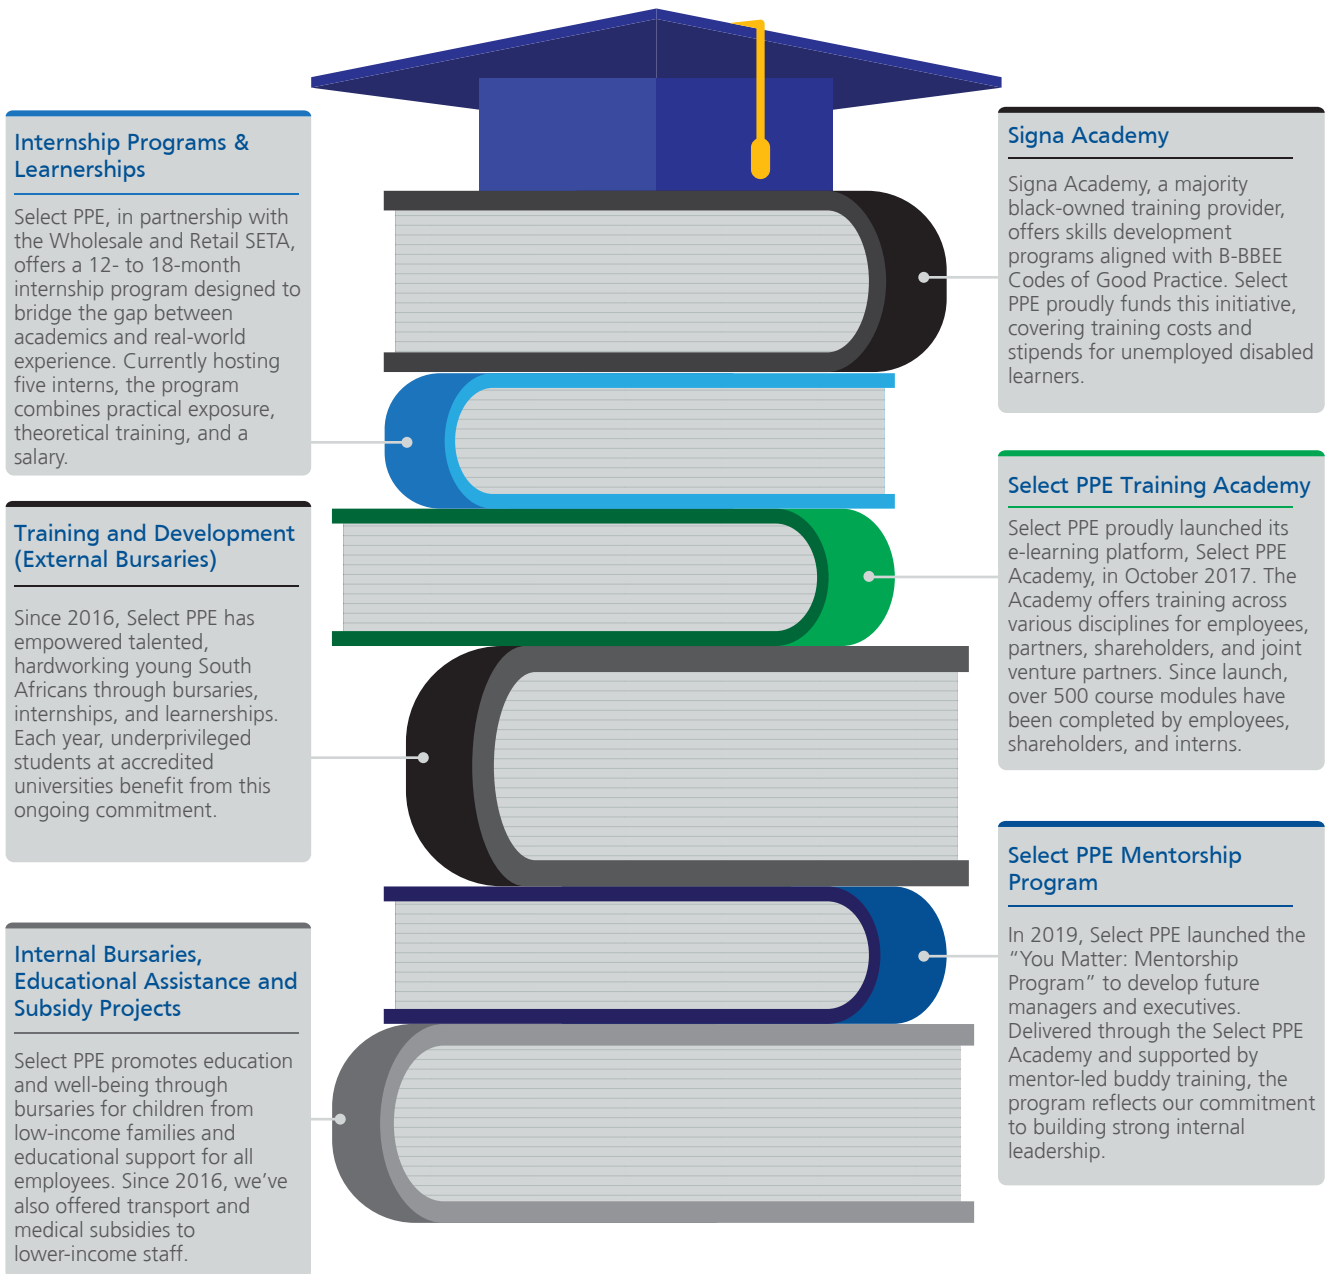 Internship Programs &
Learnerships
Select PPE, in partnership with
the Wholesale and Retail SETA,
offers a 12- to 18-month
internship program designed to
bridge the gap between
academics and real-world
experience. Currently hosting
five interns, the program
combines practical exposure,
theoretical training, and a
salary.
Training and Development
(External Bursaries)
Since 2016, Select PPE has
empowered talented,
hardworking young South
Africans through bursaries,
internships, and learnerships.
Each year, underprivileged
students at accredited
universities benefit from this
ongoing commitment.
Internal Bursaries,
Educational Assistance and
Subsidy Projects
Select PPE promotes education
and well-being through
bursaries for children from
low-income families and
educational support for all
employees. Since 2016, we’ve
also offered transport and
medical subsidies to
lower-income staff.
Signa Academy
Signa Academy, a majority
black-owned training provider,
offers skills development
programs aligned with B-BBEE
Codes of Good Practice. Select
PPE proudly funds this initiative,
covering training costs and
stipends for unemployed disabled
learners.
Select PPE Training Academy
Select PPE proudly launched its
e-learning platform, Select PPE
Academy, in October 2017. The
Academy offers training across
various disciplines for employees,
partners, shareholders, and joint
venture partners. Since launch,
over 500 course modules have
been completed by employees,
shareholders, and interns.
Select PPE Mentorship
Program
In 2019, Select PPE launched the
“You Matter: Mentorship
Program” to develop future
managers and executives.
Delivered through the Select PPE
Academy and supported by
mentor-led buddy training, the
program reflects our commitment
to building strong internal
leadership.